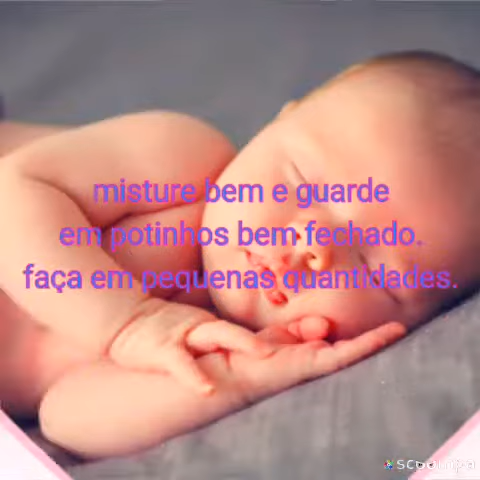 misture bem e guarde
em potinhos bem fechado.
faça em pequenas quantidades.